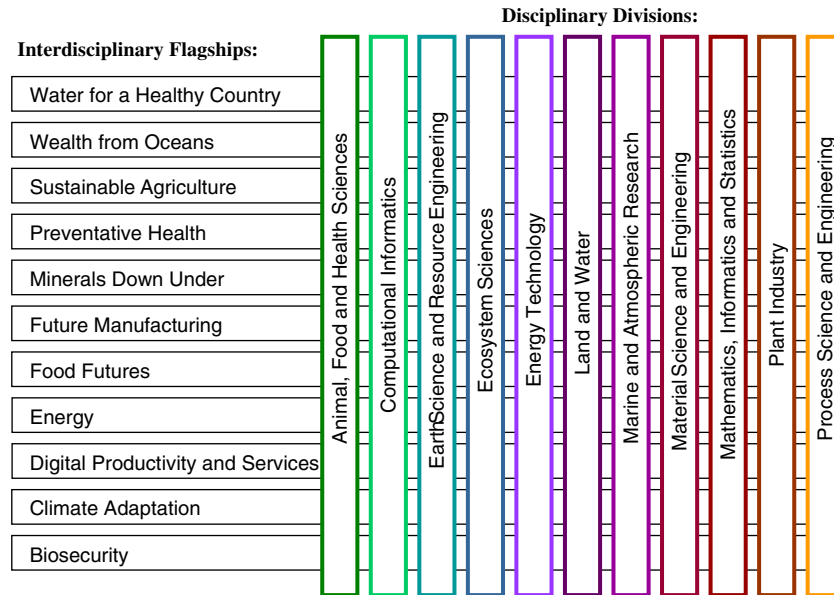 Disciplinary Divisions:
Interdisciplinary Flagships:
Water for a Healthy Country
Wealth from Oceans
Sustainable Agriculture
Preventative Health
Minerals Down Under
Future Manufacturing
Food Futures
Energy
Digital Productivity and Services
Climate Adaptation
Biosecurity
Animal, Food and Health Sciences
Computational Informatics
EarthScience and Resource Engineering
Ecosystem Sciences
Energy Technology
Land and Water
Marine and Atmospheric Research
Material Science and Engineering
Mathematics, Informatics and Statistics
Plant Industry
Process Science and Engineering